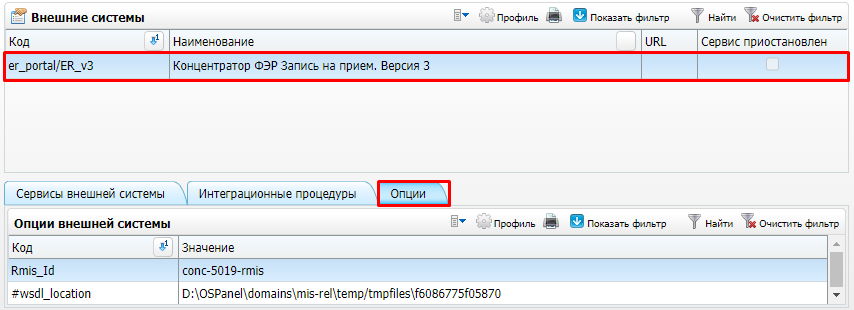 Внешние системы
Профиль
Показать фильтр
Найти
Очистить фильтр
Код
Наименование
URL
Сервис приостановлен
er_portal/ER_v3
Концентратор ФЭР Запись на прием. Версия 3
Сервисы внешней системы
Интеграционные процедуры
Опции
Опции внешней системы
Профиль
Показать фильтр
Найти
Очистить фильтр
Код
Значение
Rmis_Id
conc-5019-rmis
#wsdl_location
D:\OSPanel\domains\mis-rel\temp/tmpfiles\f6086775f05870